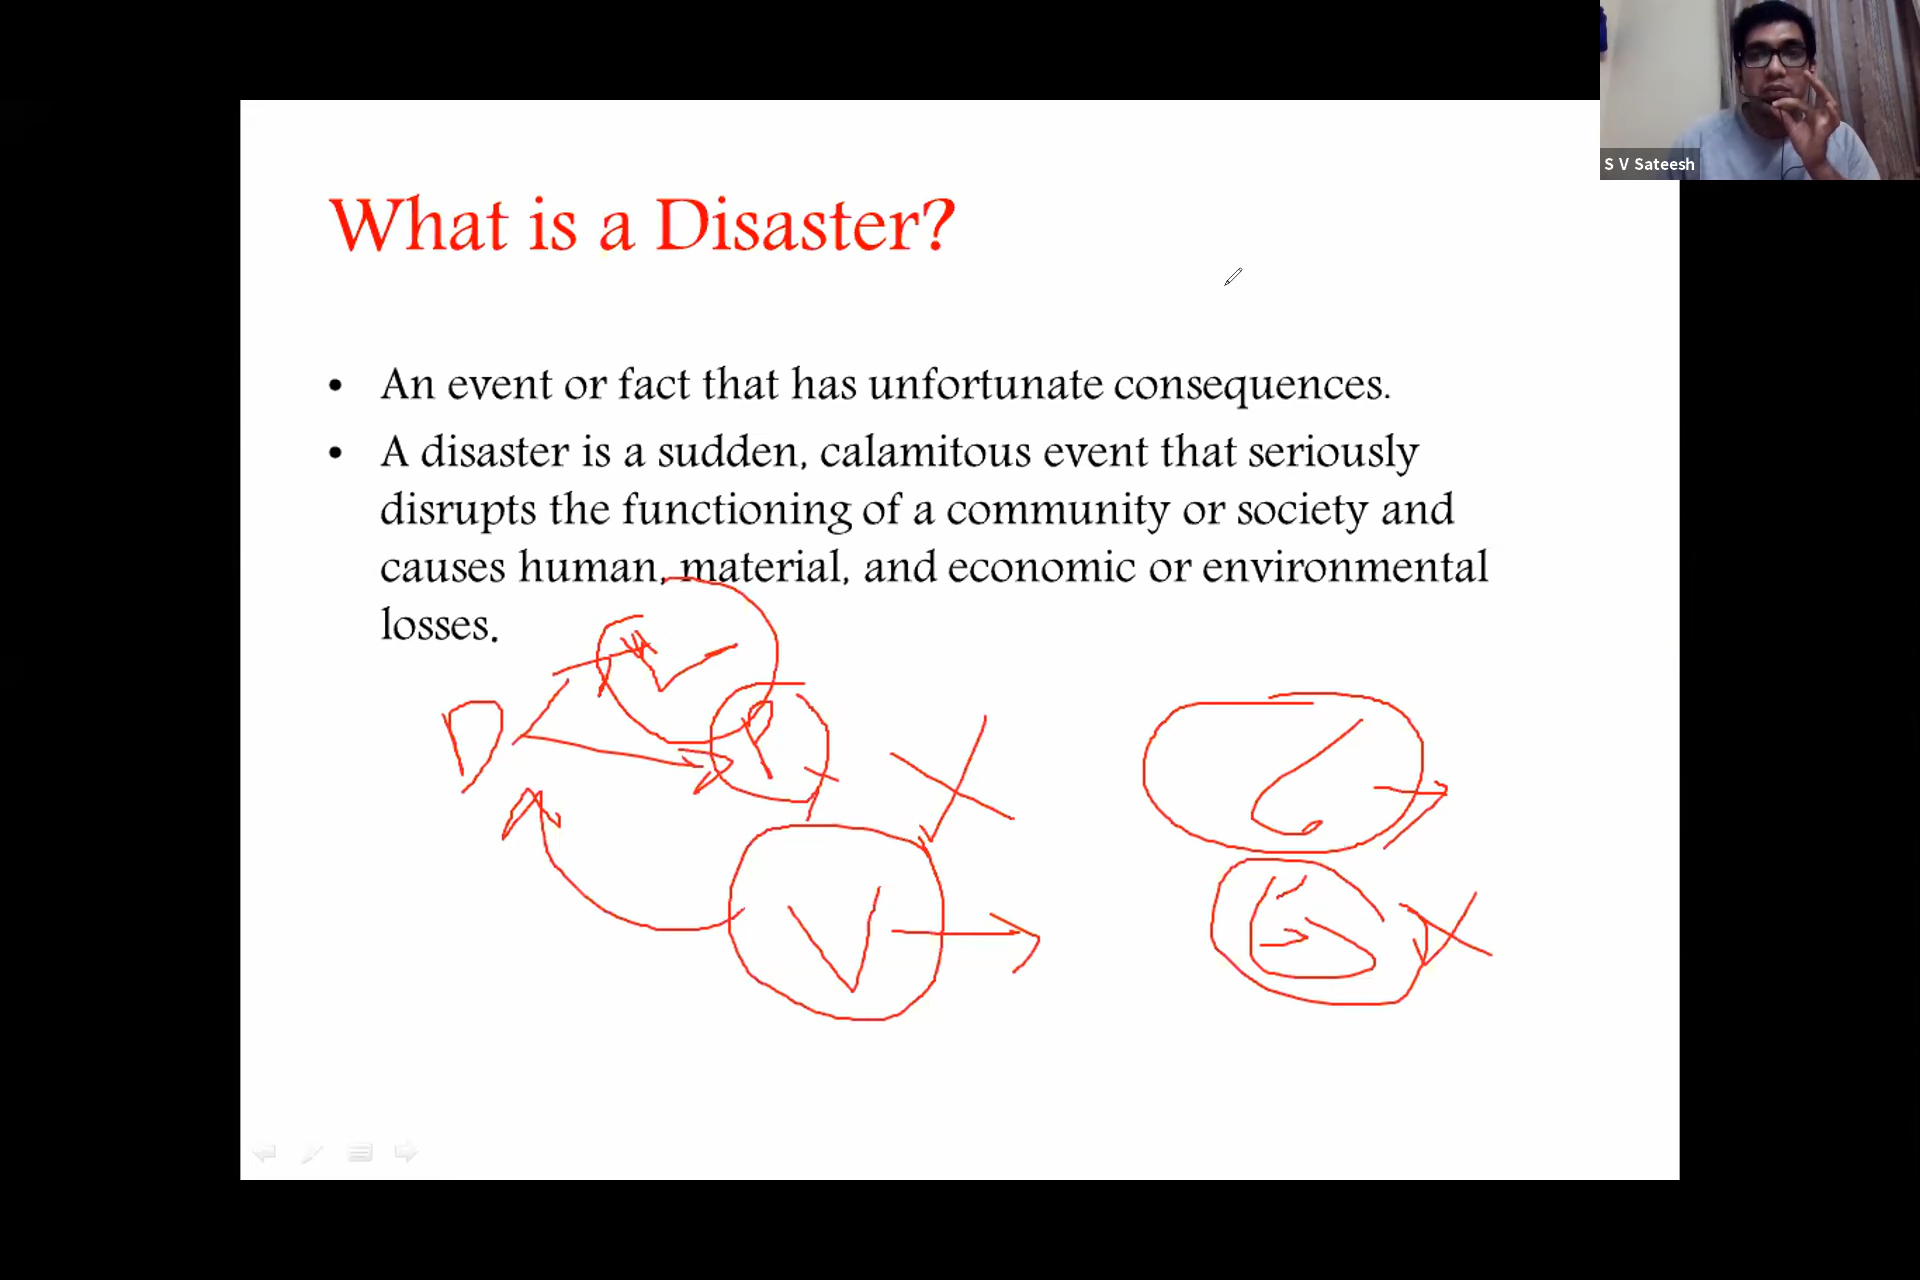 S V Sateesh
What is a Disaster?
• An event or fact that has unfortunate consequences.
• A disaster is a sudden, calamitous event that seriously
disrupts the functioning of a community or society and
causes human, material, and economic or environmental
losses.
D
V